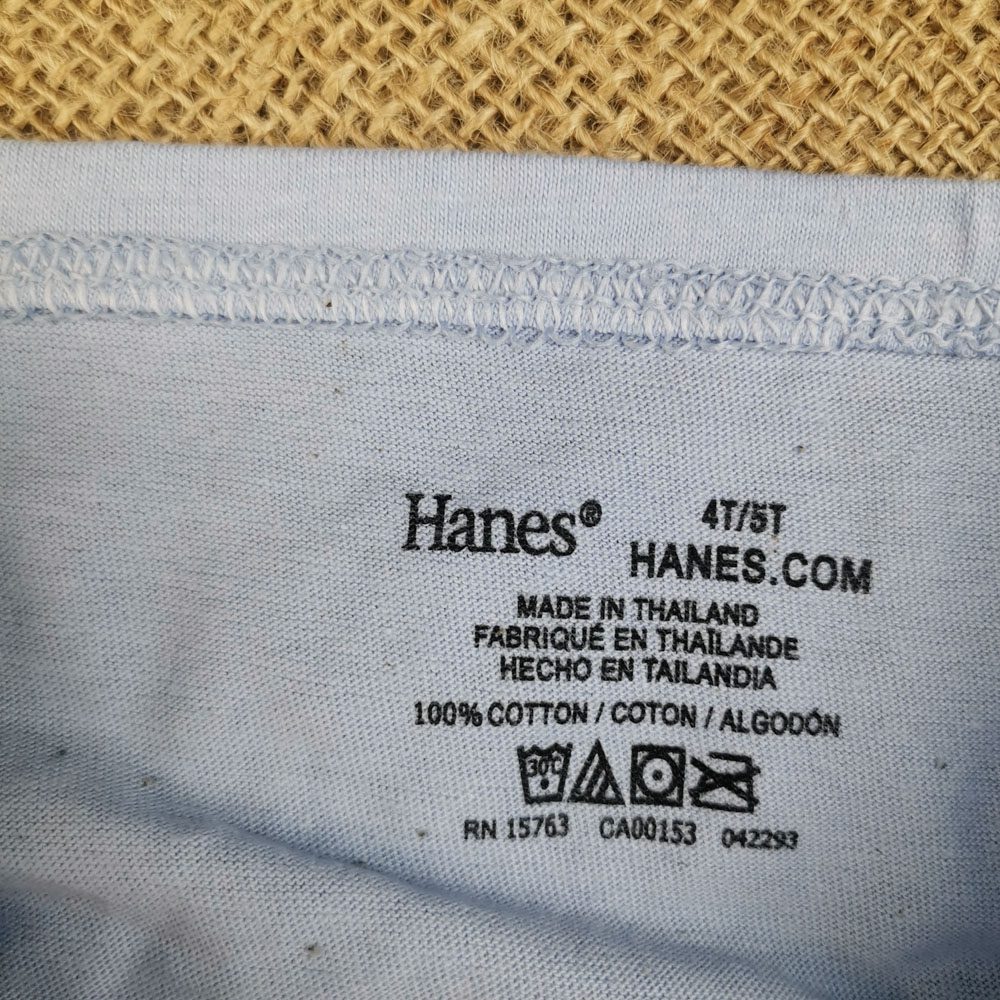 Hanes® 4T/5T
HANES.COM
MADE IN THAILAND
FABRIQUÉ EN THAÏLANDE
HECHO EN TAILANDIA
100% COTTON / COTON / ALGODÓN
30C
RN 15763 CA00153 042293